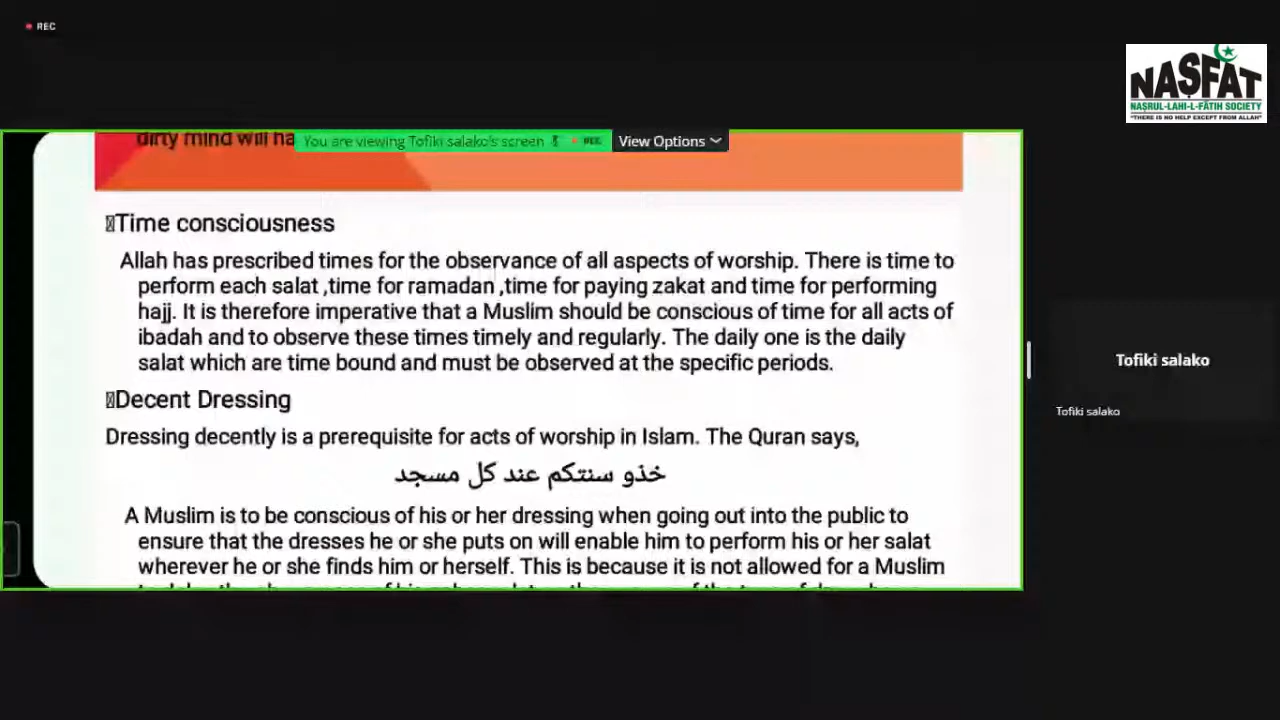 REC
NASFAT
NAṢRUL-LAHI-L-FĀTIH SOCIETY
"THERE IS NO HELP EXCEPT FROM ALLAH"
dirty mind will ha
You are viewing Tofiki salako's screen
REC
View Options
Time consciousness
Allah has prescribed times for the observance of all aspects of worship. There is time to
perform each salat ,time for ramadan ,time for paying zakat and time for performing
hajj. It is therefore imperative that a Muslim should be conscious of time for all acts of
ibadah and to observe these times timely and regularly. The daily one is the daily
salat which are time bound and must be observed at the specific periods.
Decent Dressing
Dressing decently is a prerequisite for acts of worship in Islam. The Quran says,
خذو سنتكم عند كل مسجد
A Muslim is to be conscious of his or her dressing when going out into the public to
ensure that the dresses he or she puts on will enable him to perform his or her salat
wherever he or she finds him or herself. This is because it is not allowed for a Muslim
Tofiki salako
Tofiki salako